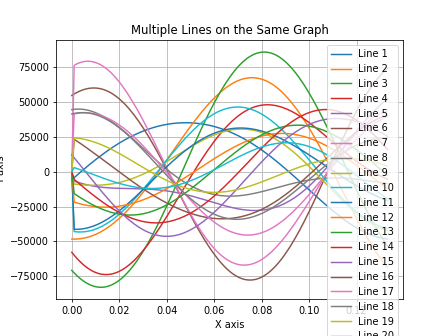 Multiple Lines on the Same Graph
75000
50000
25000
0
−25000
−50000
−75000
0.00
0.02
0.04
0.06
0.08
0.10
X axis
axis
Line 1
Line 2
Line 3
Line 4
Line 5
Line 6
Line 7
Line 8
Line 9
Line 10
Line 11
Line 12
Line 13
Line 14
Line 15
Line 16
Line 17
Line 18
Line 19
Line 20